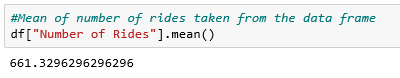 #Mean of number of rides taken from the data frame
df["Number of Rides"].mean()
661.3296296296296